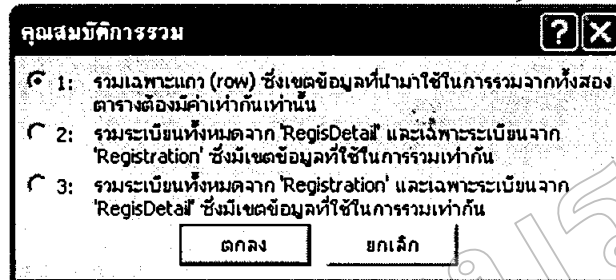 คุณสมบัติการรวม
1: รวมเฉพาะแถว (row) ซึ่งเขตข้อมูลที่นำมาใช้ในการรวมจากทั้งสอง
ตารางต้องมีค่าเท่ากันเท่านั้น
2: รวมระเบียนทั้งหมดจาก 'RegisDetail' และเฉพาะระเบียนจาก
'Registration' ซึ่งมีเขตข้อมูลที่ใช้ในการรวมเท่ากัน
3: รวมระเบียนทั้งหมดจาก 'Registration' และเฉพาะระเบียนจาก
'RegisDetail' ซึ่งมีเขตข้อมูลที่ใช้ในการรวมเท่ากัน
ตกลง ยกเลิก